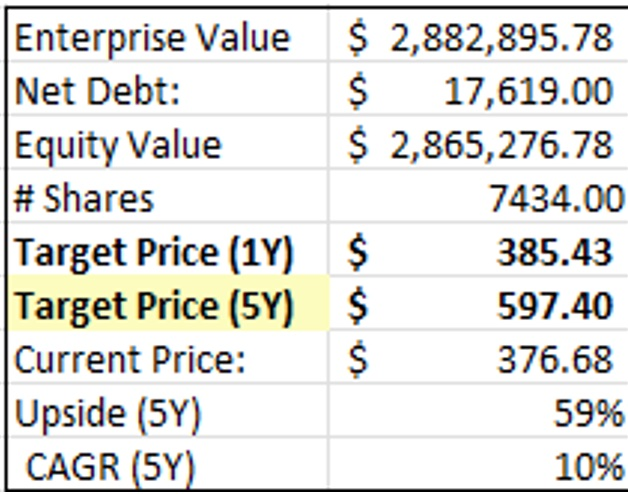 Enterprise Value $ 2,882,895.78
Net Debt: $ 17,619.00
Equity Value $ 2,865,276.78
# Shares 7434.00
Target Price (1Y) $ 385.43
Target Price (5Y) $ 597.40
Current Price: $ 376.68
Upside (5Y) 59%
CAGR (5Y) 10%